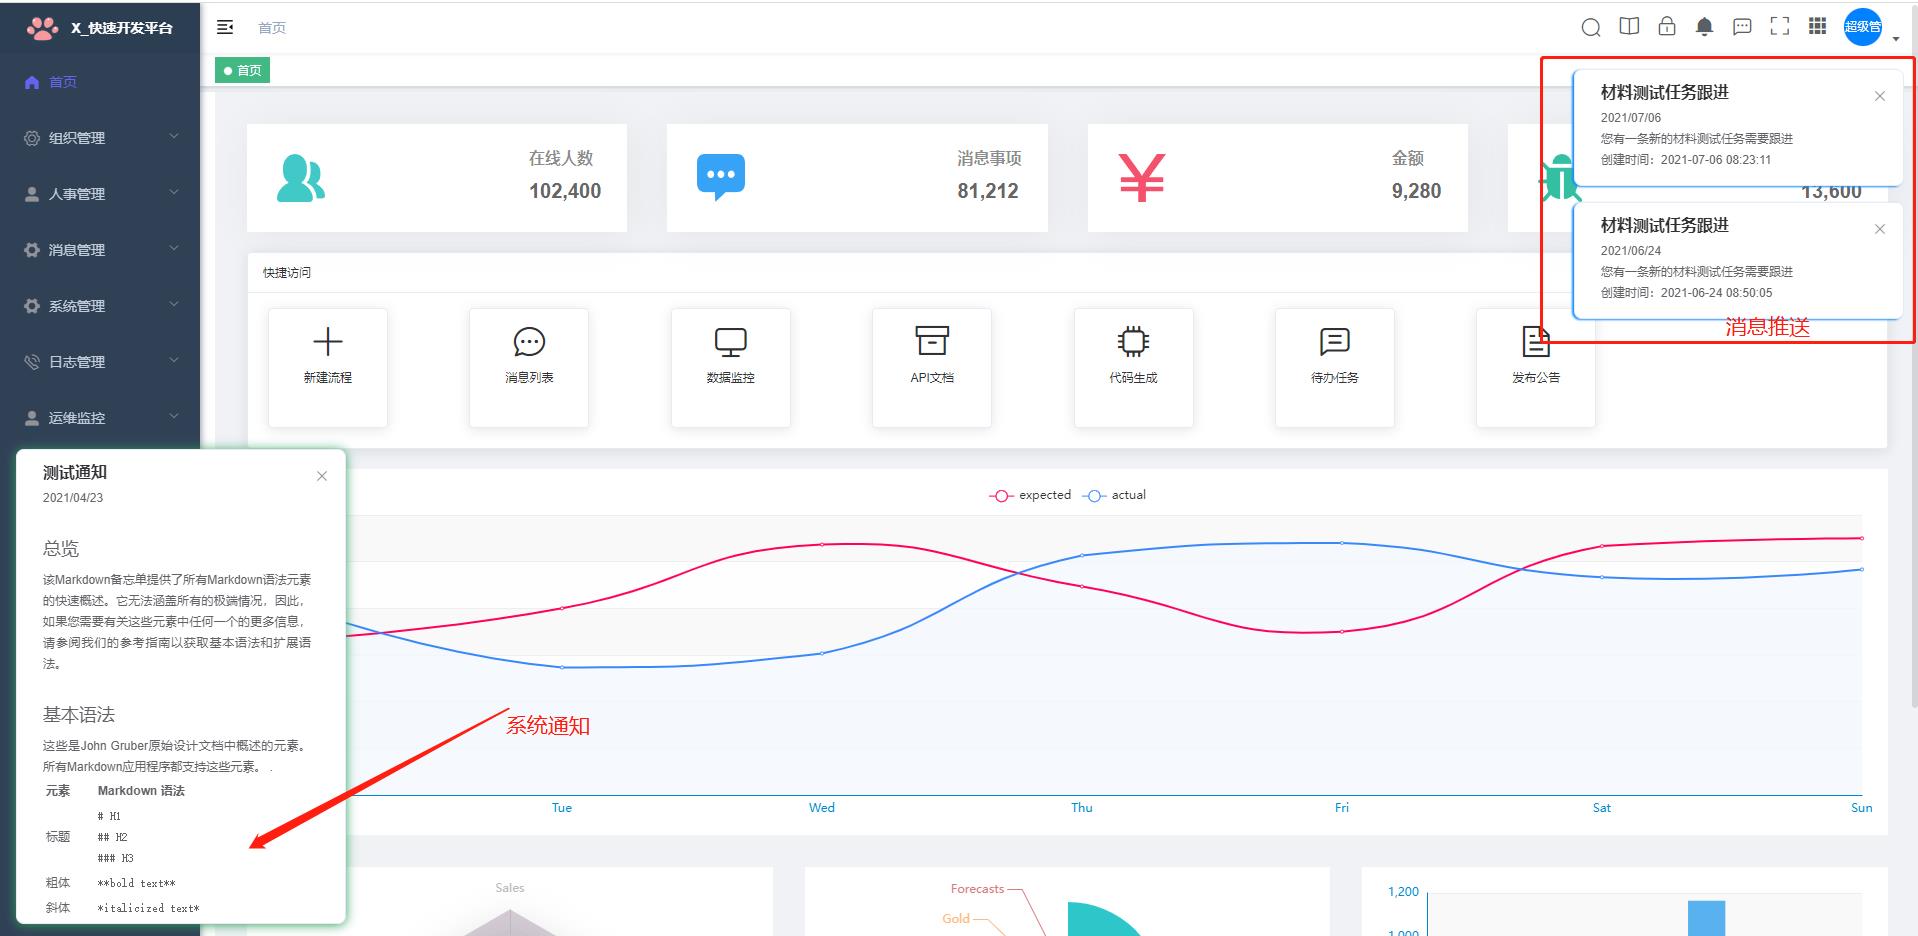 X_快速开发平台
首页
超级管
首页
首页
组织管理
人事管理
消息管理
系统管理
日志管理
运维监控
在线人数
102,400
消息事项
81,212
金额
9,280
13,600
材料测试任务跟进
2021/07/06
您有一条新的材料测试任务需要跟进
创建时间：2021-07-06 08:23:11
材料测试任务跟进
2021/06/24
您有一条新的材料测试任务需要跟进
创建时间：2021-06-24 08:50:05
消息推送
快捷访问
新建流程
消息列表
数据监控
API文档
代码生成
待办任务
发布公告
测试通知
2021/04/23
总览
该Markdown备忘单提供了所有Markdown语法元素
的快速概述。它无法涵盖所有的极端情况，因此，
如果您需要有关这些元素中任何一个的更多信息，
请参阅我们的参考指南以获取基本语法和扩展语
法。
基本语法
这些是John Gruber原始设计文档中概述的元素。
所有Markdown应用程序都支持这些元素。 .
元素 Markdown 语法
# H1
标题 ## H2
### H3
粗体 **bold text**
斜体 *italicized text*
系统通知
expected actual
Tue Wed Thu Fri Sat Sun
Sales
Forecasts
Gold
1,200
1,000